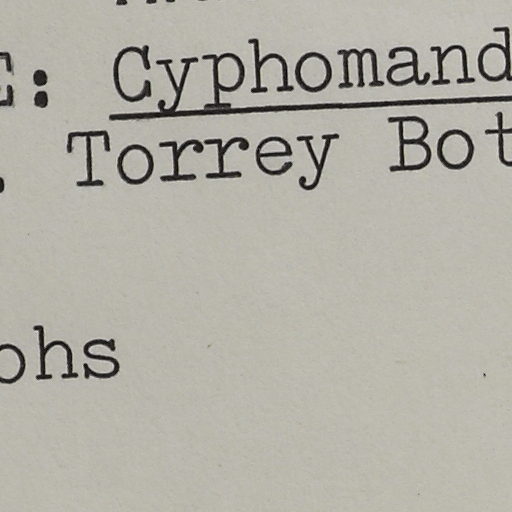 E: Cyphomand
. Torrey Bot
ohs